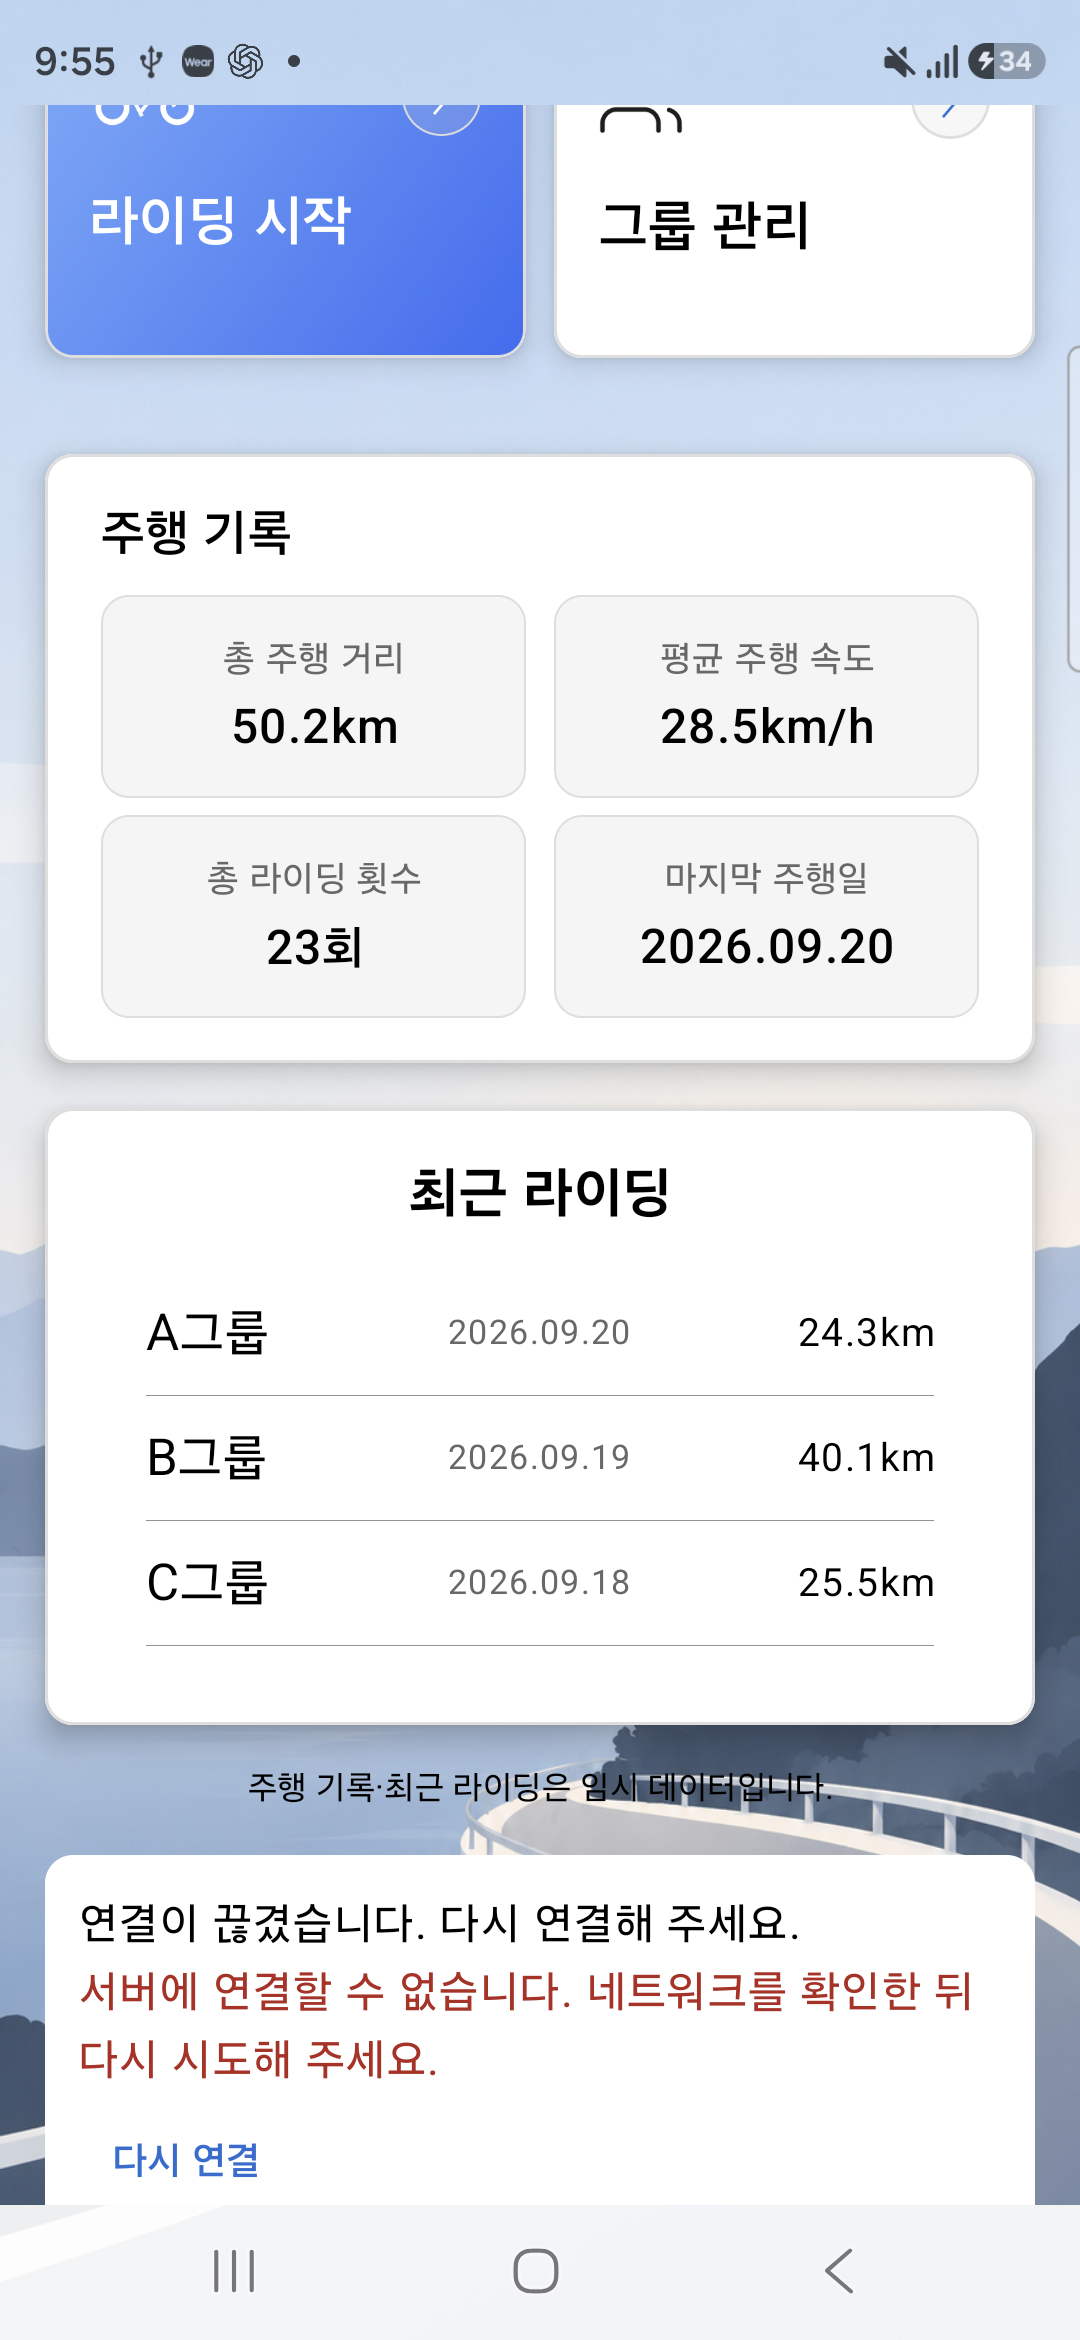 9:55
Wear
34
라이딩 시작
그룹 관리
주행 기록
총 주행 거리
50.2km
평균 주행 속도
28.5km/h
총 라이딩 횟수
23회
마지막 주행일
2026.09.20
최근 라이딩
A그룹 2026.09.20 24.3km
B그룹 2026.09.19 40.1km
C그룹 2026.09.18 25.5km
주행 기록·최근 라이딩은 임시 데이터입니다.
연결이 끊겼습니다. 다시 연결해 주세요.
서버에 연결할 수 없습니다. 네트워크를 확인한 뒤
다시 시도해 주세요.
다시 연결